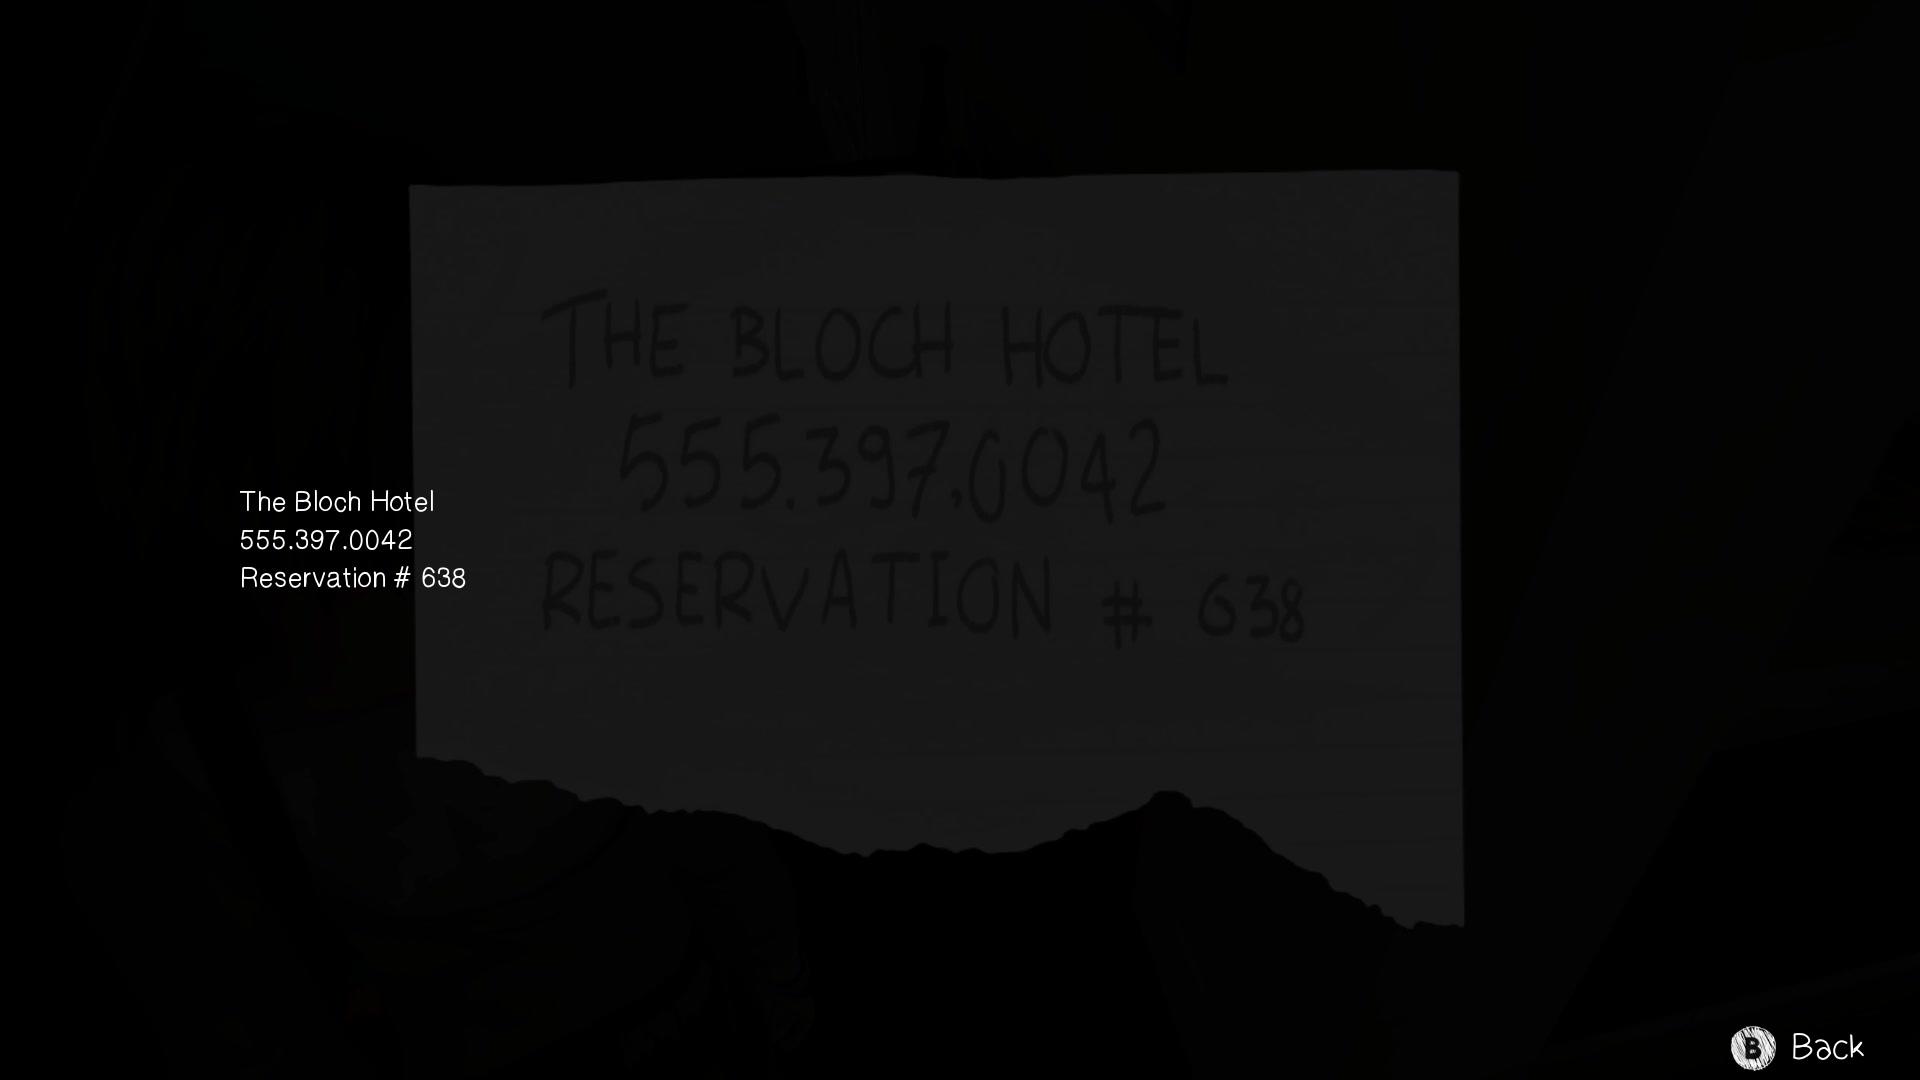 THE BLOCH HOTEL
555.397.0042
RESERVATION # 638
The Bloch Hotel
555.397.0042
Reservation # 638
B Back